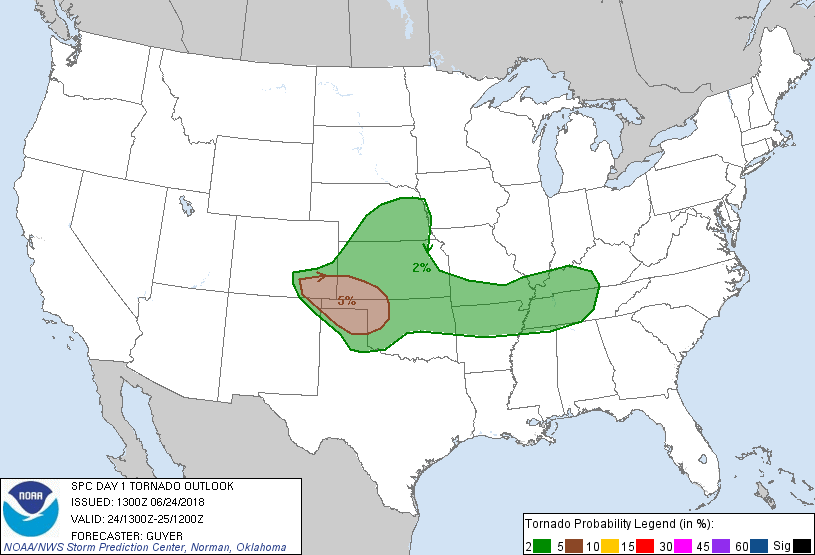 2%
5%
NOAA
SPC DAY 1 TORNADO OUTLOOK
ISSUED: 1300Z 06/24/2018
VALID: 24/1300Z-25/1200Z
FORECASTER: GUYER
NOAA/NWS Storm Prediction Center, Norman, Oklahoma
Tornado Probability Legend (in %):
2 5 10 15 30 45 60 Sig